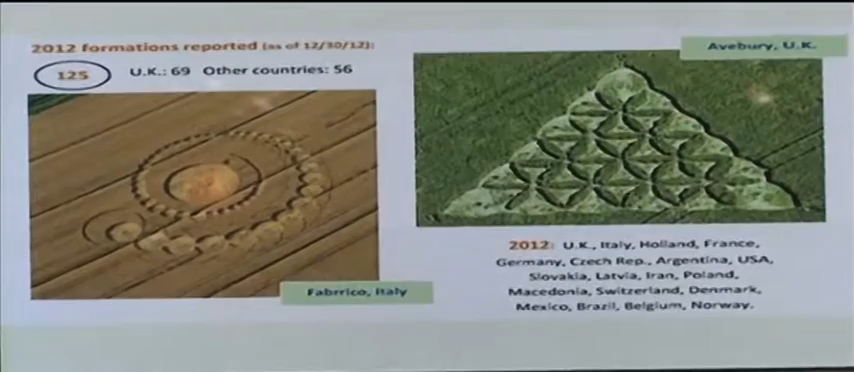 2012 formations reported (as of 12/30/12):
125
U.K.: 69 Other countries: 56
Avebury, U.K.
Fabrrico, Italy
2012: U.K., Italy, Holland, France,
Germany, Czech Rep., Argentina, USA,
Slovakia, Latvia, Iran, Poland,
Macedonia, Switzerland, Denmark,
Mexico, Brazil, Belgium, Norway.